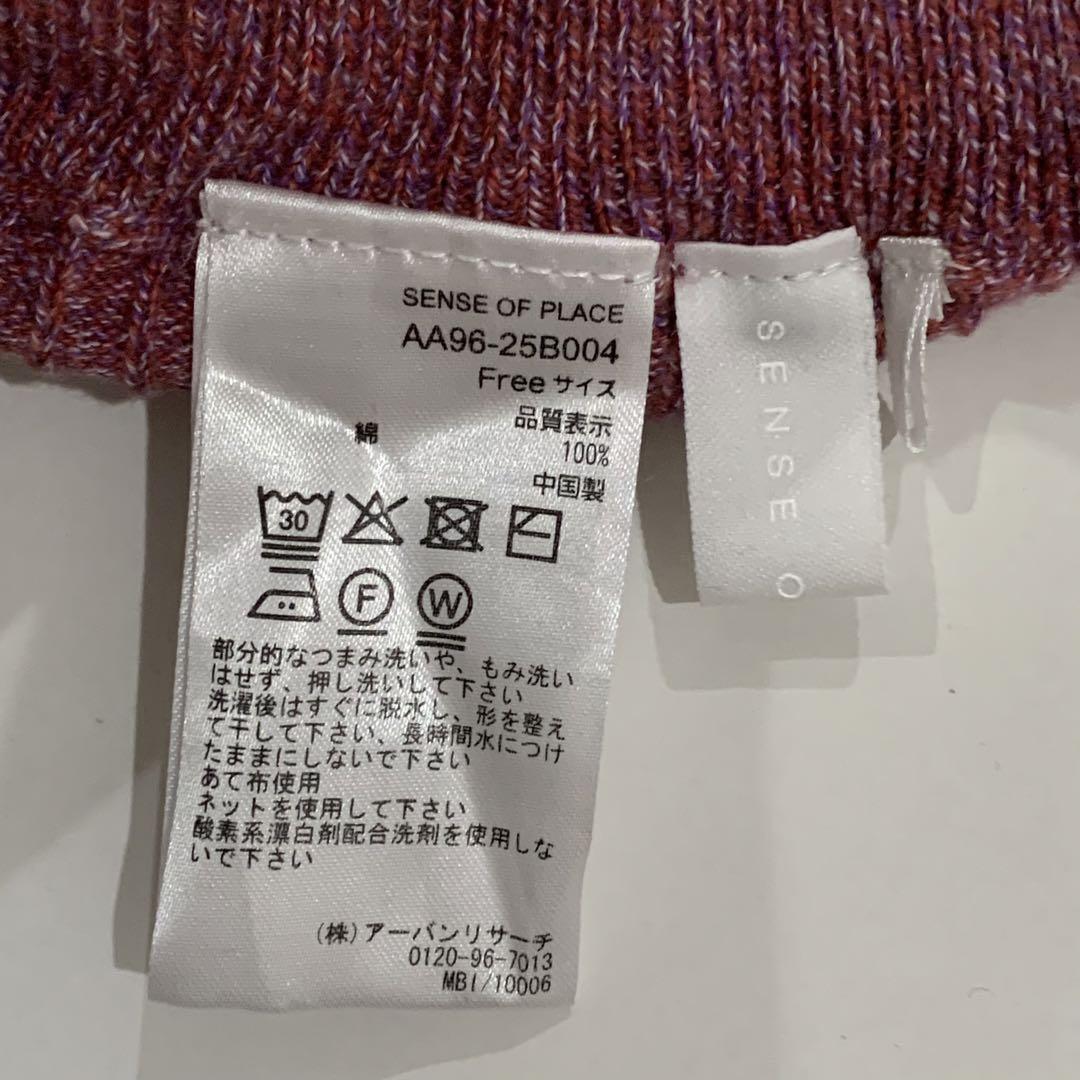 SENSE OF PLACE
AA96-25B004
Freeサイズ
品質表示
綿 100%
中国製
30
F W
部分的なつまみ洗いや、もみ洗い
はせず、押し洗いして下さい
洗濯後はすぐに脱水し、形を整え
て干して下さい、長時間水につけ
たままにしないで下さい
あて布使用
ネットを使用して下さい
酸素系漂白剤配合洗剤を使用しな
いで下さい
(株)アーバンリサーチ
0120-96-7013
MBI/10006
SENSE O